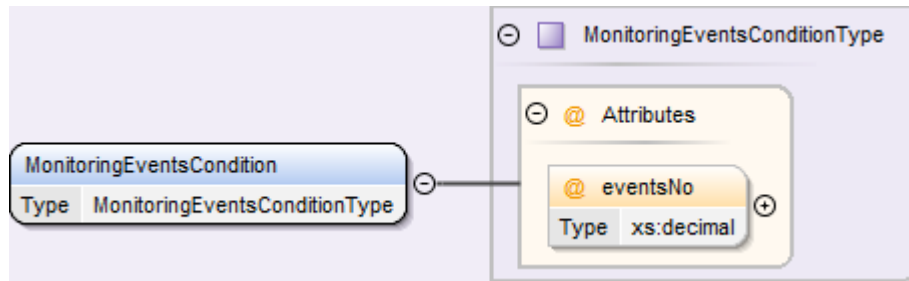 MonitoringEventsConditionType
@ Attributes
MonitoringEventsCondition
Type MonitoringEventsConditionType
@ eventsNo
Type xs:decimal